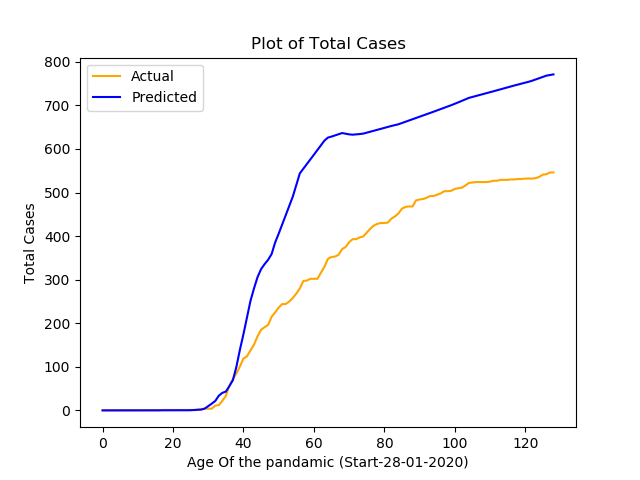 Plot of Total Cases
Actual
Predicted
Total Cases
800
700
600
500
400
300
200
100
0
0 20 40 60 80 100 120
Age Of the pandamic (Start-28-01-2020)